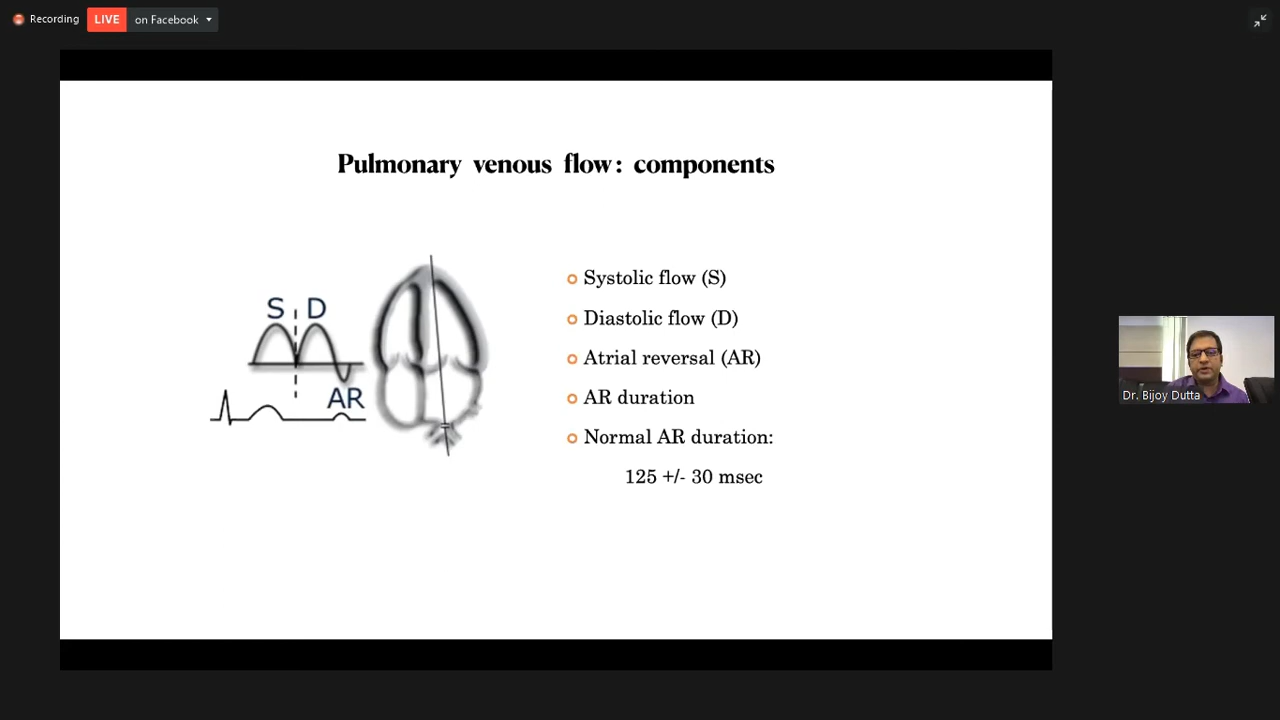 Recording
LIVE on Facebook
Pulmonary venous flow: components
S D
AR
Systolic flow (S)
Diastolic flow (D)
Atrial reversal (AR)
AR duration
Normal AR duration:
125 +/- 30 msec
Dr. Bijoy Dutta